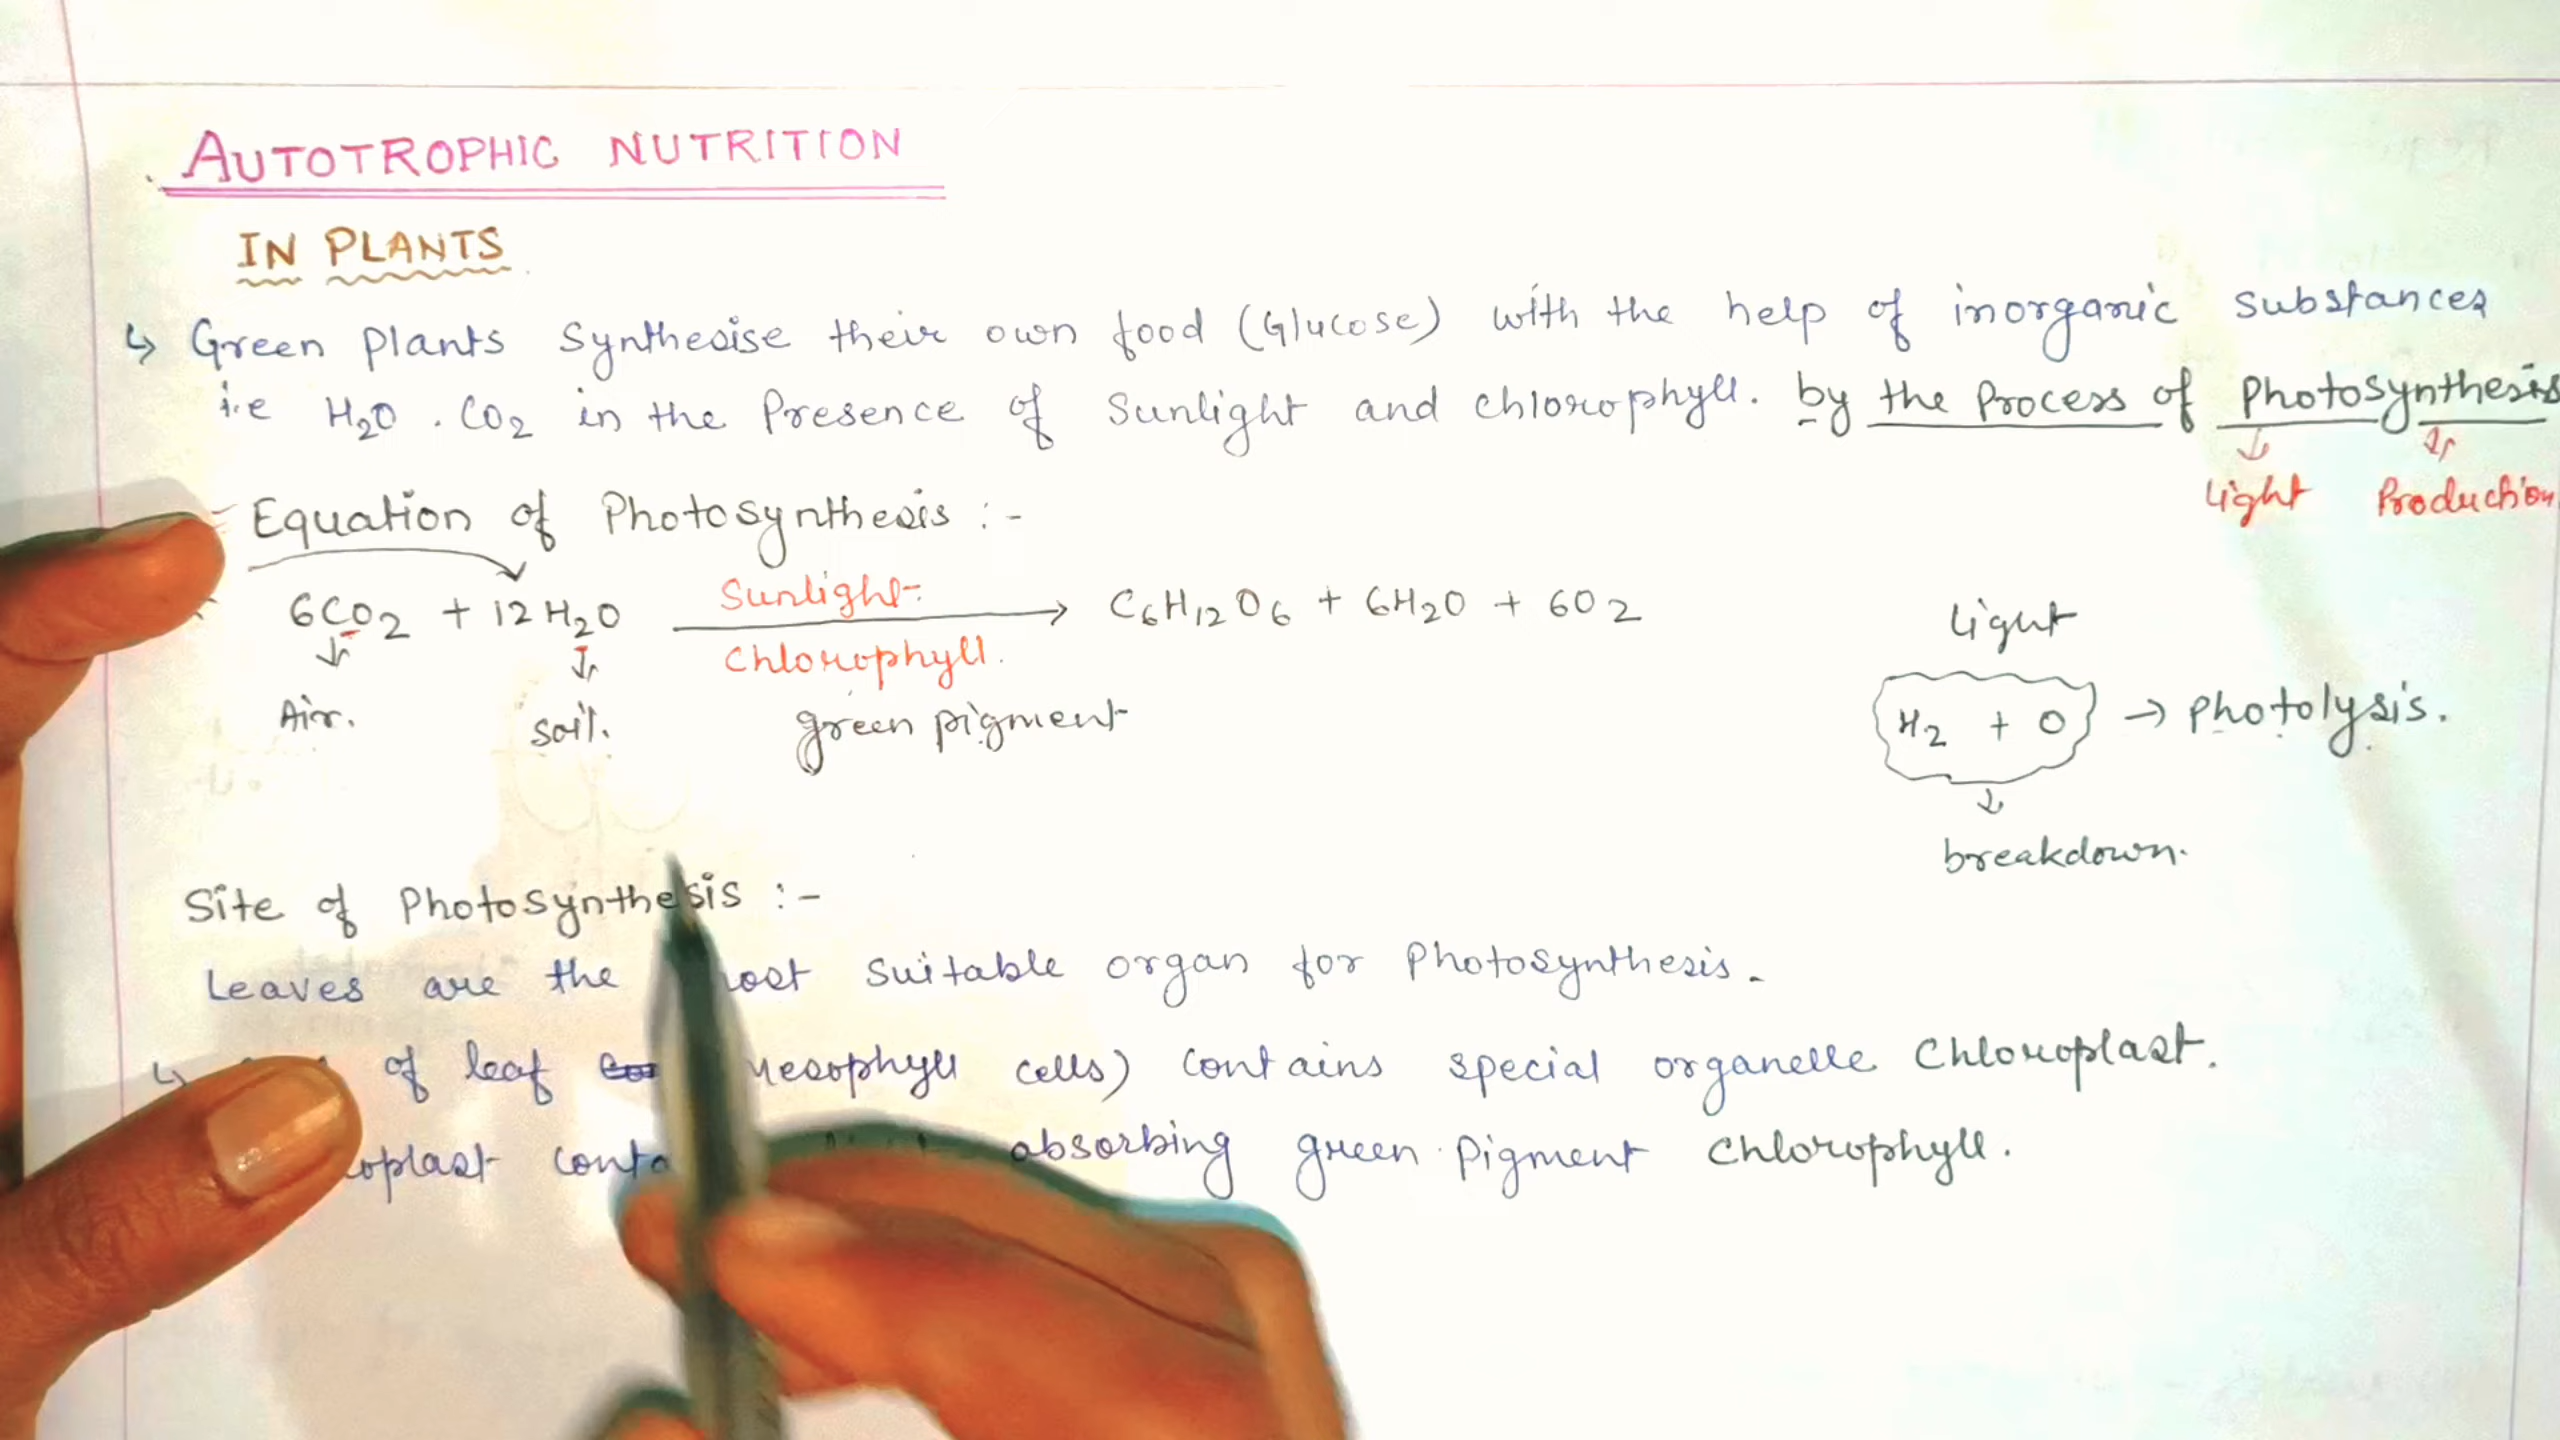 AUTOTROPHIC NUTRITION
IN PLANTS
↳ Green plants Synthesise their own food (Glucose) with the help of inorganic substances
i.e H₂O . CO₂ in the Presence of Sunlight and chlorophyll. by the Process of Photosynthesis
Light Production
Equation of Photosynthesis :-
6CO₂ + 12H₂O Sunlight → C₆H₁₂O₆ + 6H₂O + 6O₂
Chlorophyll.
Air. soil. green pigment
Light
H₂ + O → Photolysis.
breakdown.
Site of Photosynthesis :-
Leaves are the suitable organ for Photosynthesis.
↳ of leaf cells) contains special organelle Chloroplast.
absorbing green Pigment Chlorophyll.